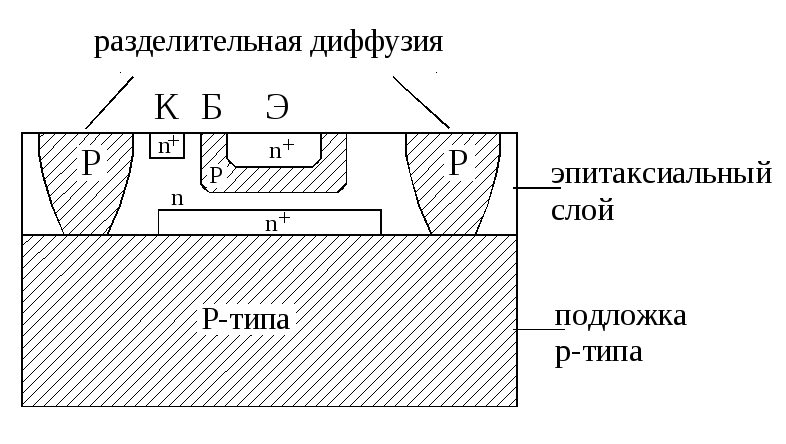 разделительная диффузия
К Б Э
P n+ n+ P
P
n
n+
эпитаксиальный
слой
P-типа
подложка
p-типа